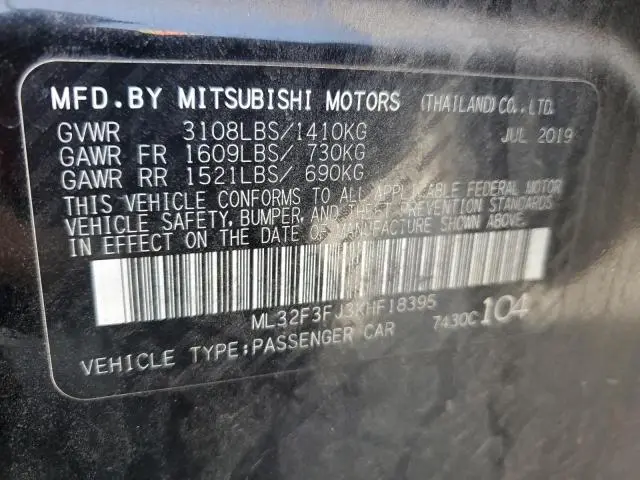 MFD.BY MITSUBISHI MOTORS (THAILAND)CO.,LTD.
GVWR 3108LBS/1410KG JUL 2019
GAWR FR 1609LBS/ 730KG
GAWR RR 1521LBS/ 690KG
THIS VEHICLE CONFORMS TO ALL APPLICABLE FEDERAL MOTOR
VEHICLE SAFETY, BUMPER, AND THEFT PREVENTION STANDARDS
IN EFFECT ON THE DATE OF MANUFACTURE SHOWN ABOVE.
ML32F3FJ3KHF18395 7430C 104
VEHICLE TYPE:PASSENGER CAR